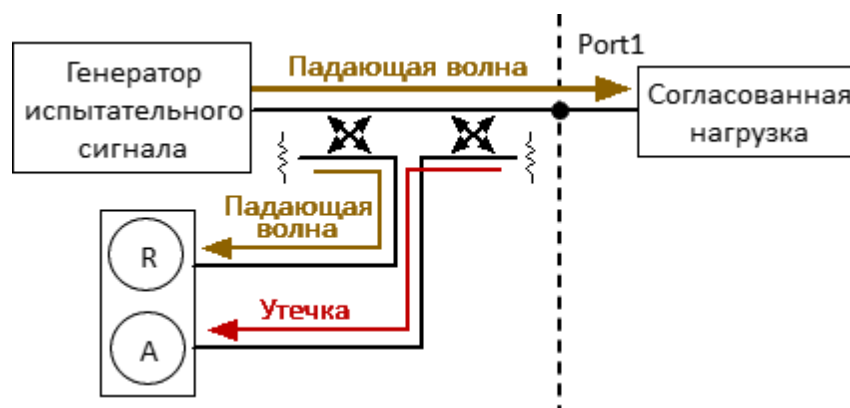 Генератор
испытательного
сигнала
Падающая волна
Port1
Согласованная
нагрузка
Падающая
волна
R
Утечка
A